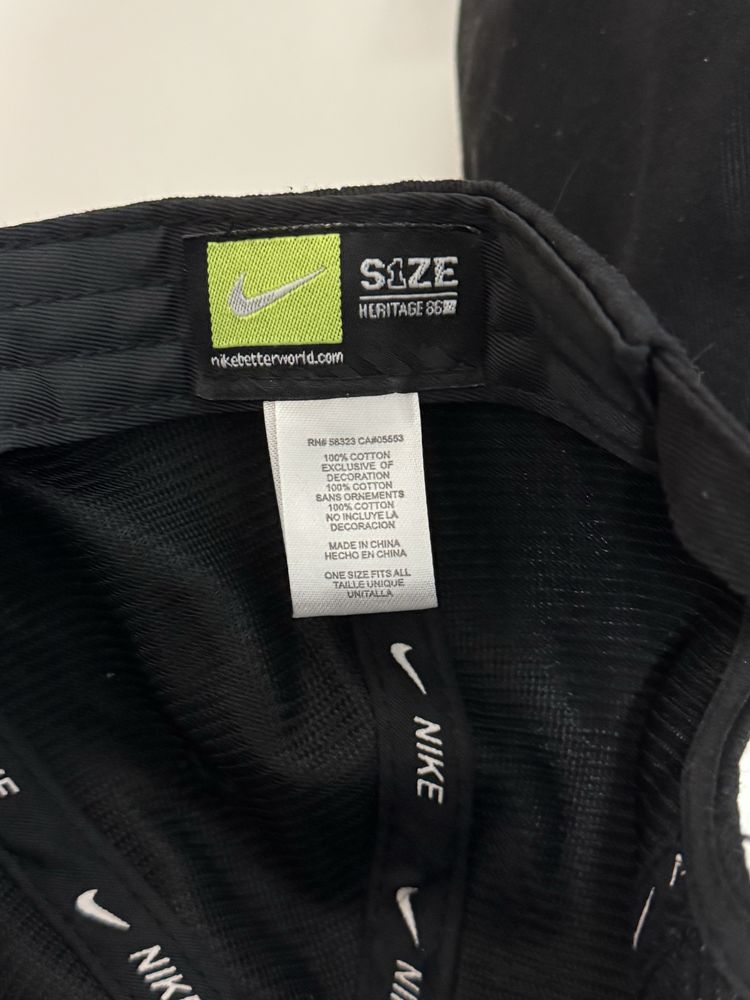 S1ZE
HERITAGE 86
nikebetterworld.com
RN# 56323 CA#05553
100% COTTON
EXCLUSIVE OF
DECORATION
100% COTTON
SANS ORNEMENTS
100% COTTON
NO INCLUYE LA
DECORACION
MADE IN CHINA
HECHO EN CHINA
ONE SIZE FITS ALL
TAILLE UNIQUE
UNITALLA
NIKE
NIKE